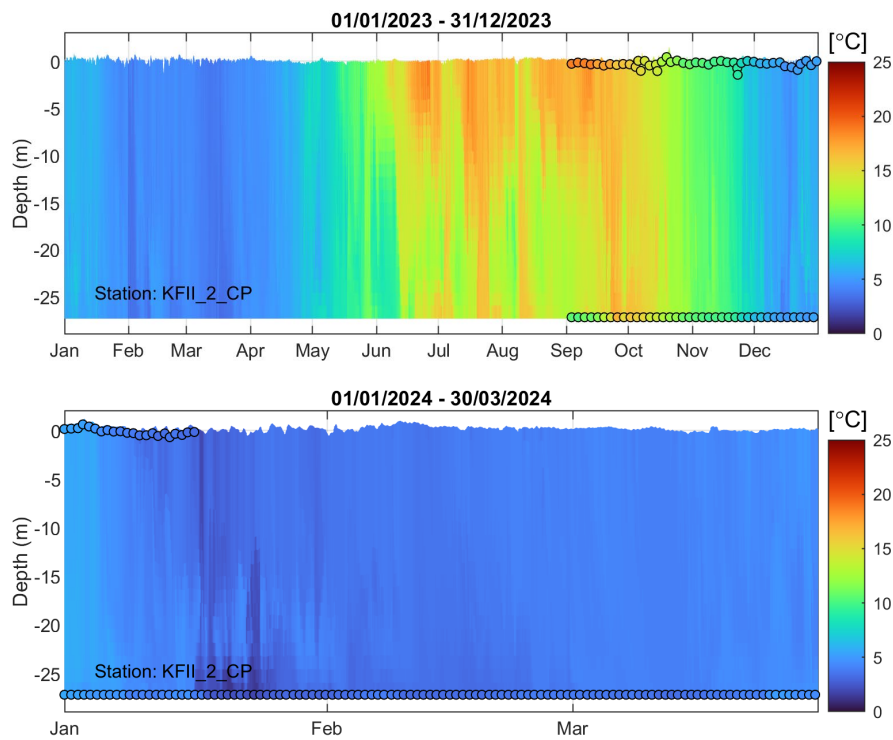 01/01/2023 - 31/12/2023
[°C]
0
-5
-10
-15
-20
-25
Depth (m)
Station: KFII_2_CP
Jan Feb Mar Apr May Jun Jul Aug Sep Oct Nov Dec
25
20
15
10
5
0
01/01/2024 - 30/03/2024
[°C]
0
-5
-10
-15
-20
-25
Depth (m)
Station: KFII_2_CP
Jan Feb Mar
25
20
15
10
5
0